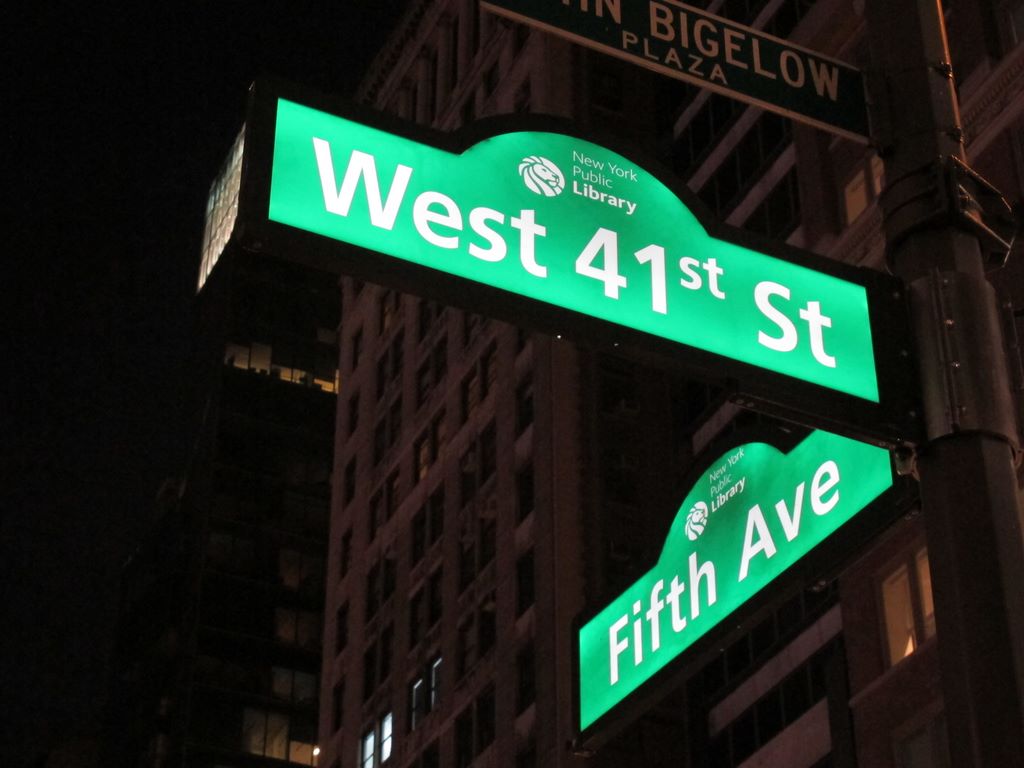 BIGELOW
PLAZA
New York
Public
Library
West 41st St
New York
Public
Library
Fifth Ave